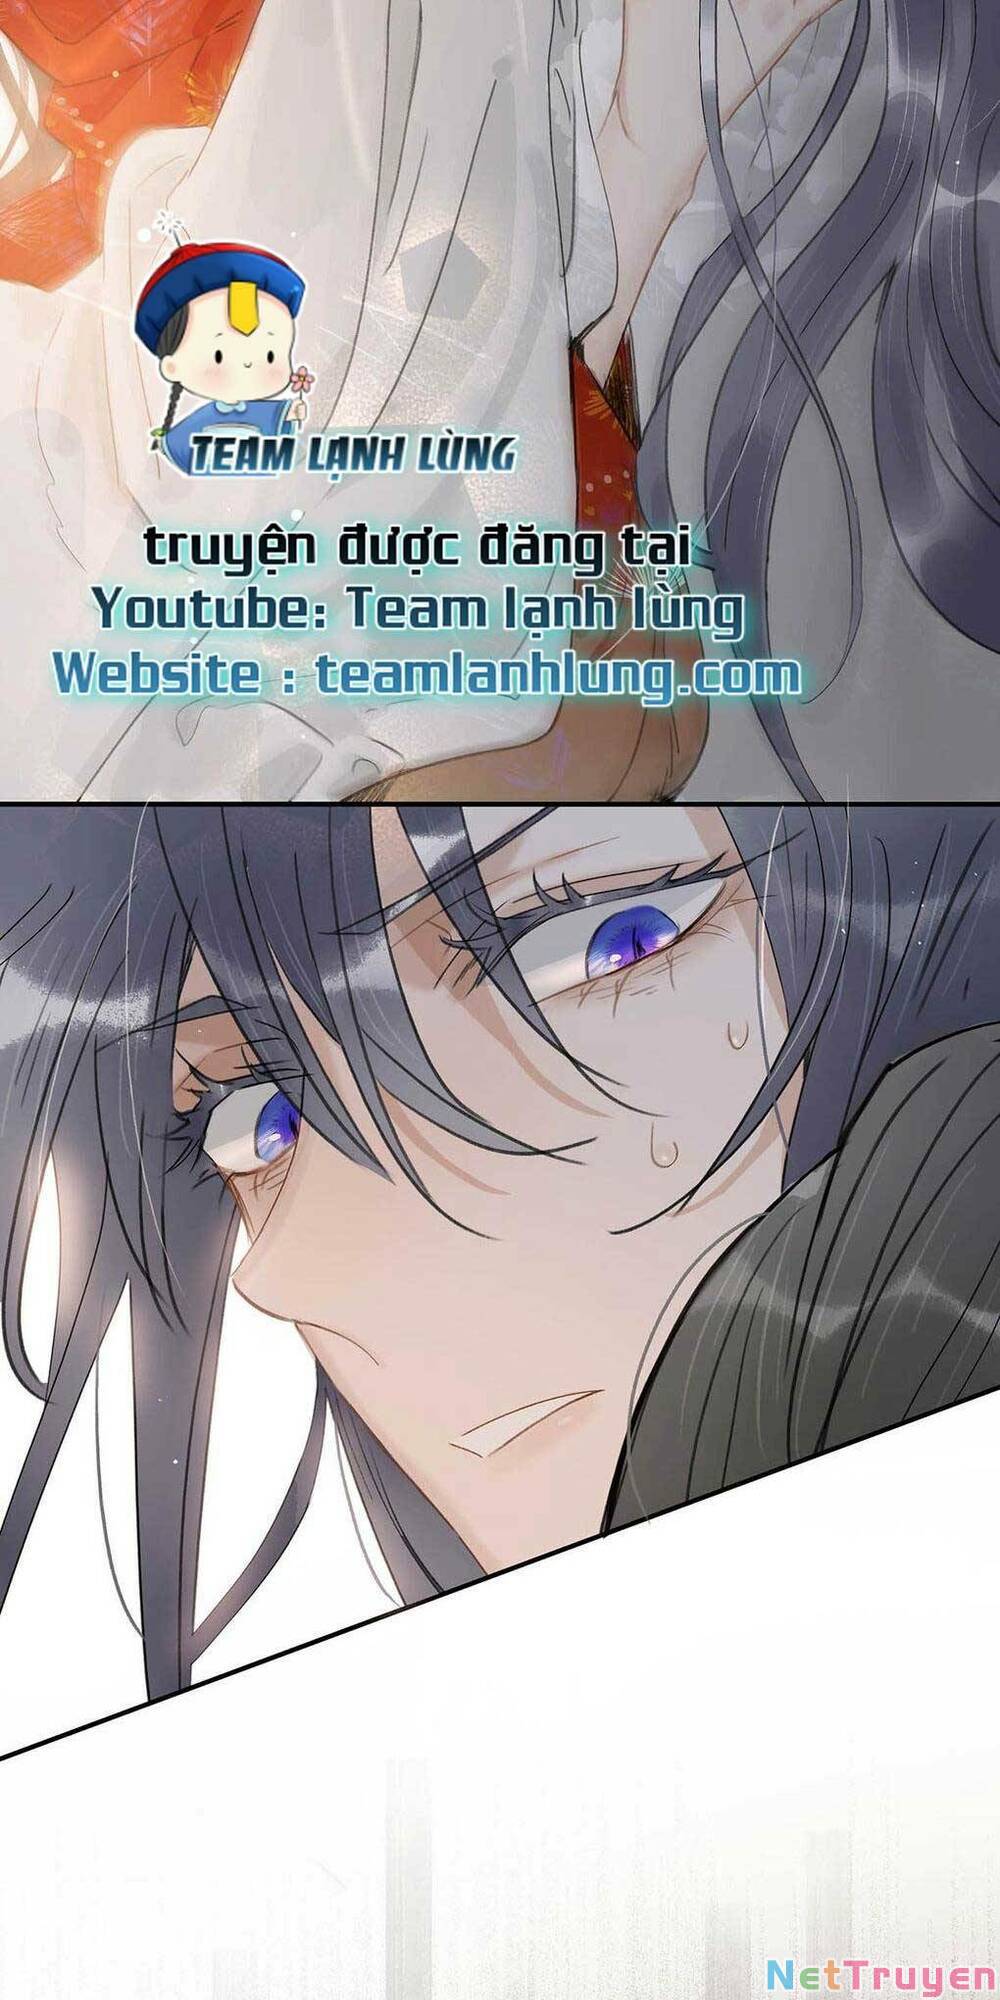 TEAM LẠNH LÙNG
truyện được đăng tại
Youtube: Team lạnh lùng
Website : teamlanhlung.com
NetTruyen